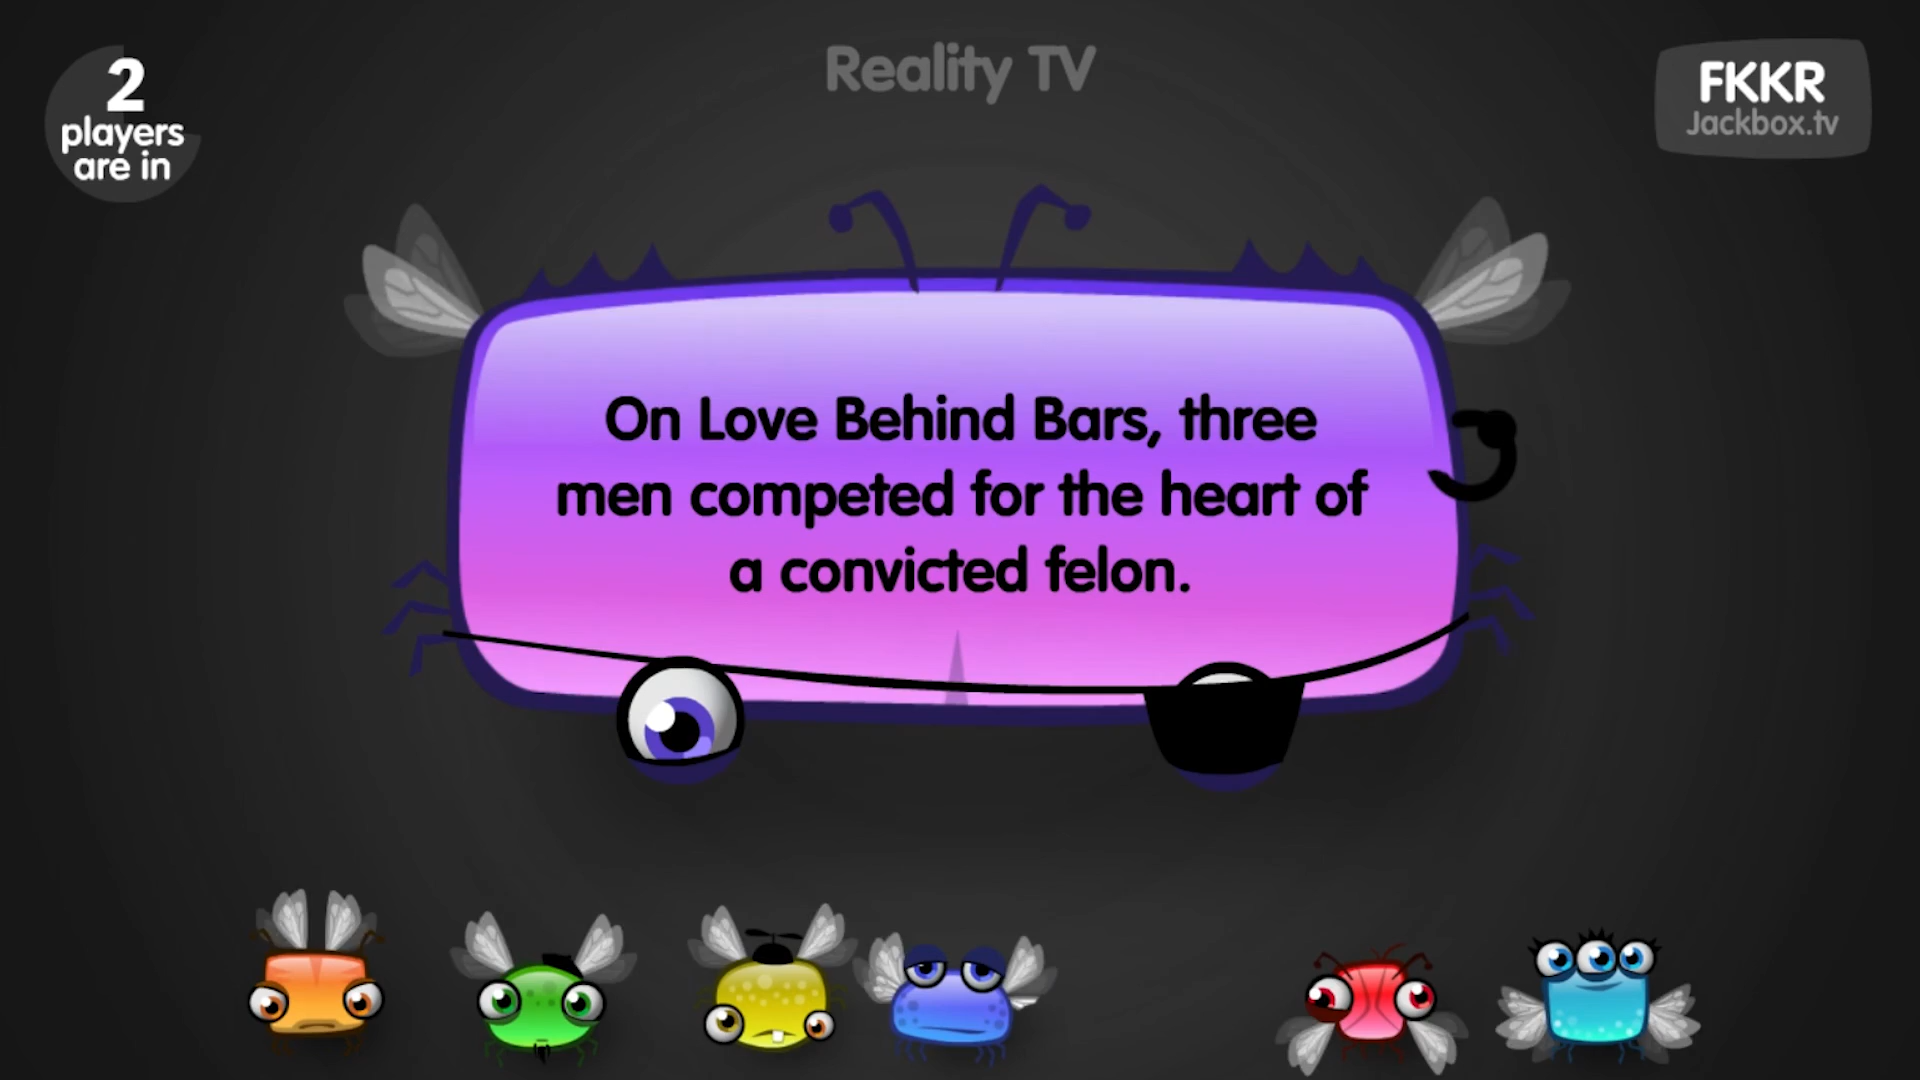 Reality TV
2
players
are in
FKKR
Jackbox.tv
On Love Behind Bars, three
men competed for the heart of
a convicted felon.